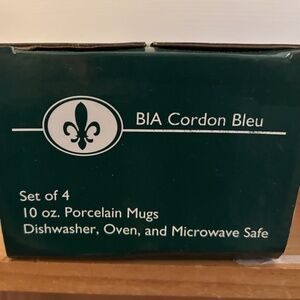 BIA Cordon Bleu
Set of 4
10 oz. Porcelain Mugs
Dishwasher, Oven, and Microwave Safe